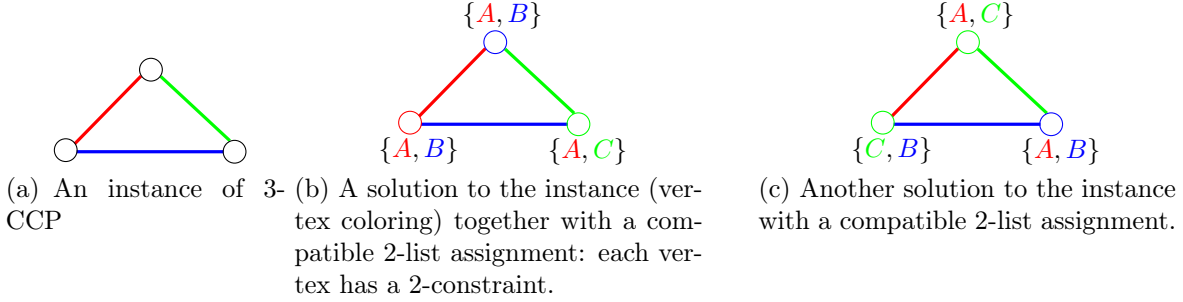 {A, B}
{A, B}
{A, C}
{A, C}
{C, B}
{A, B}
(a) An instance of 3-
CCP
(b) A solution to the instance (ver-
tex coloring) together with a com-
patible 2-list assignment: each ver-
tex has a 2-constraint.
(c) Another solution to the instance
with a compatible 2-list assignment.